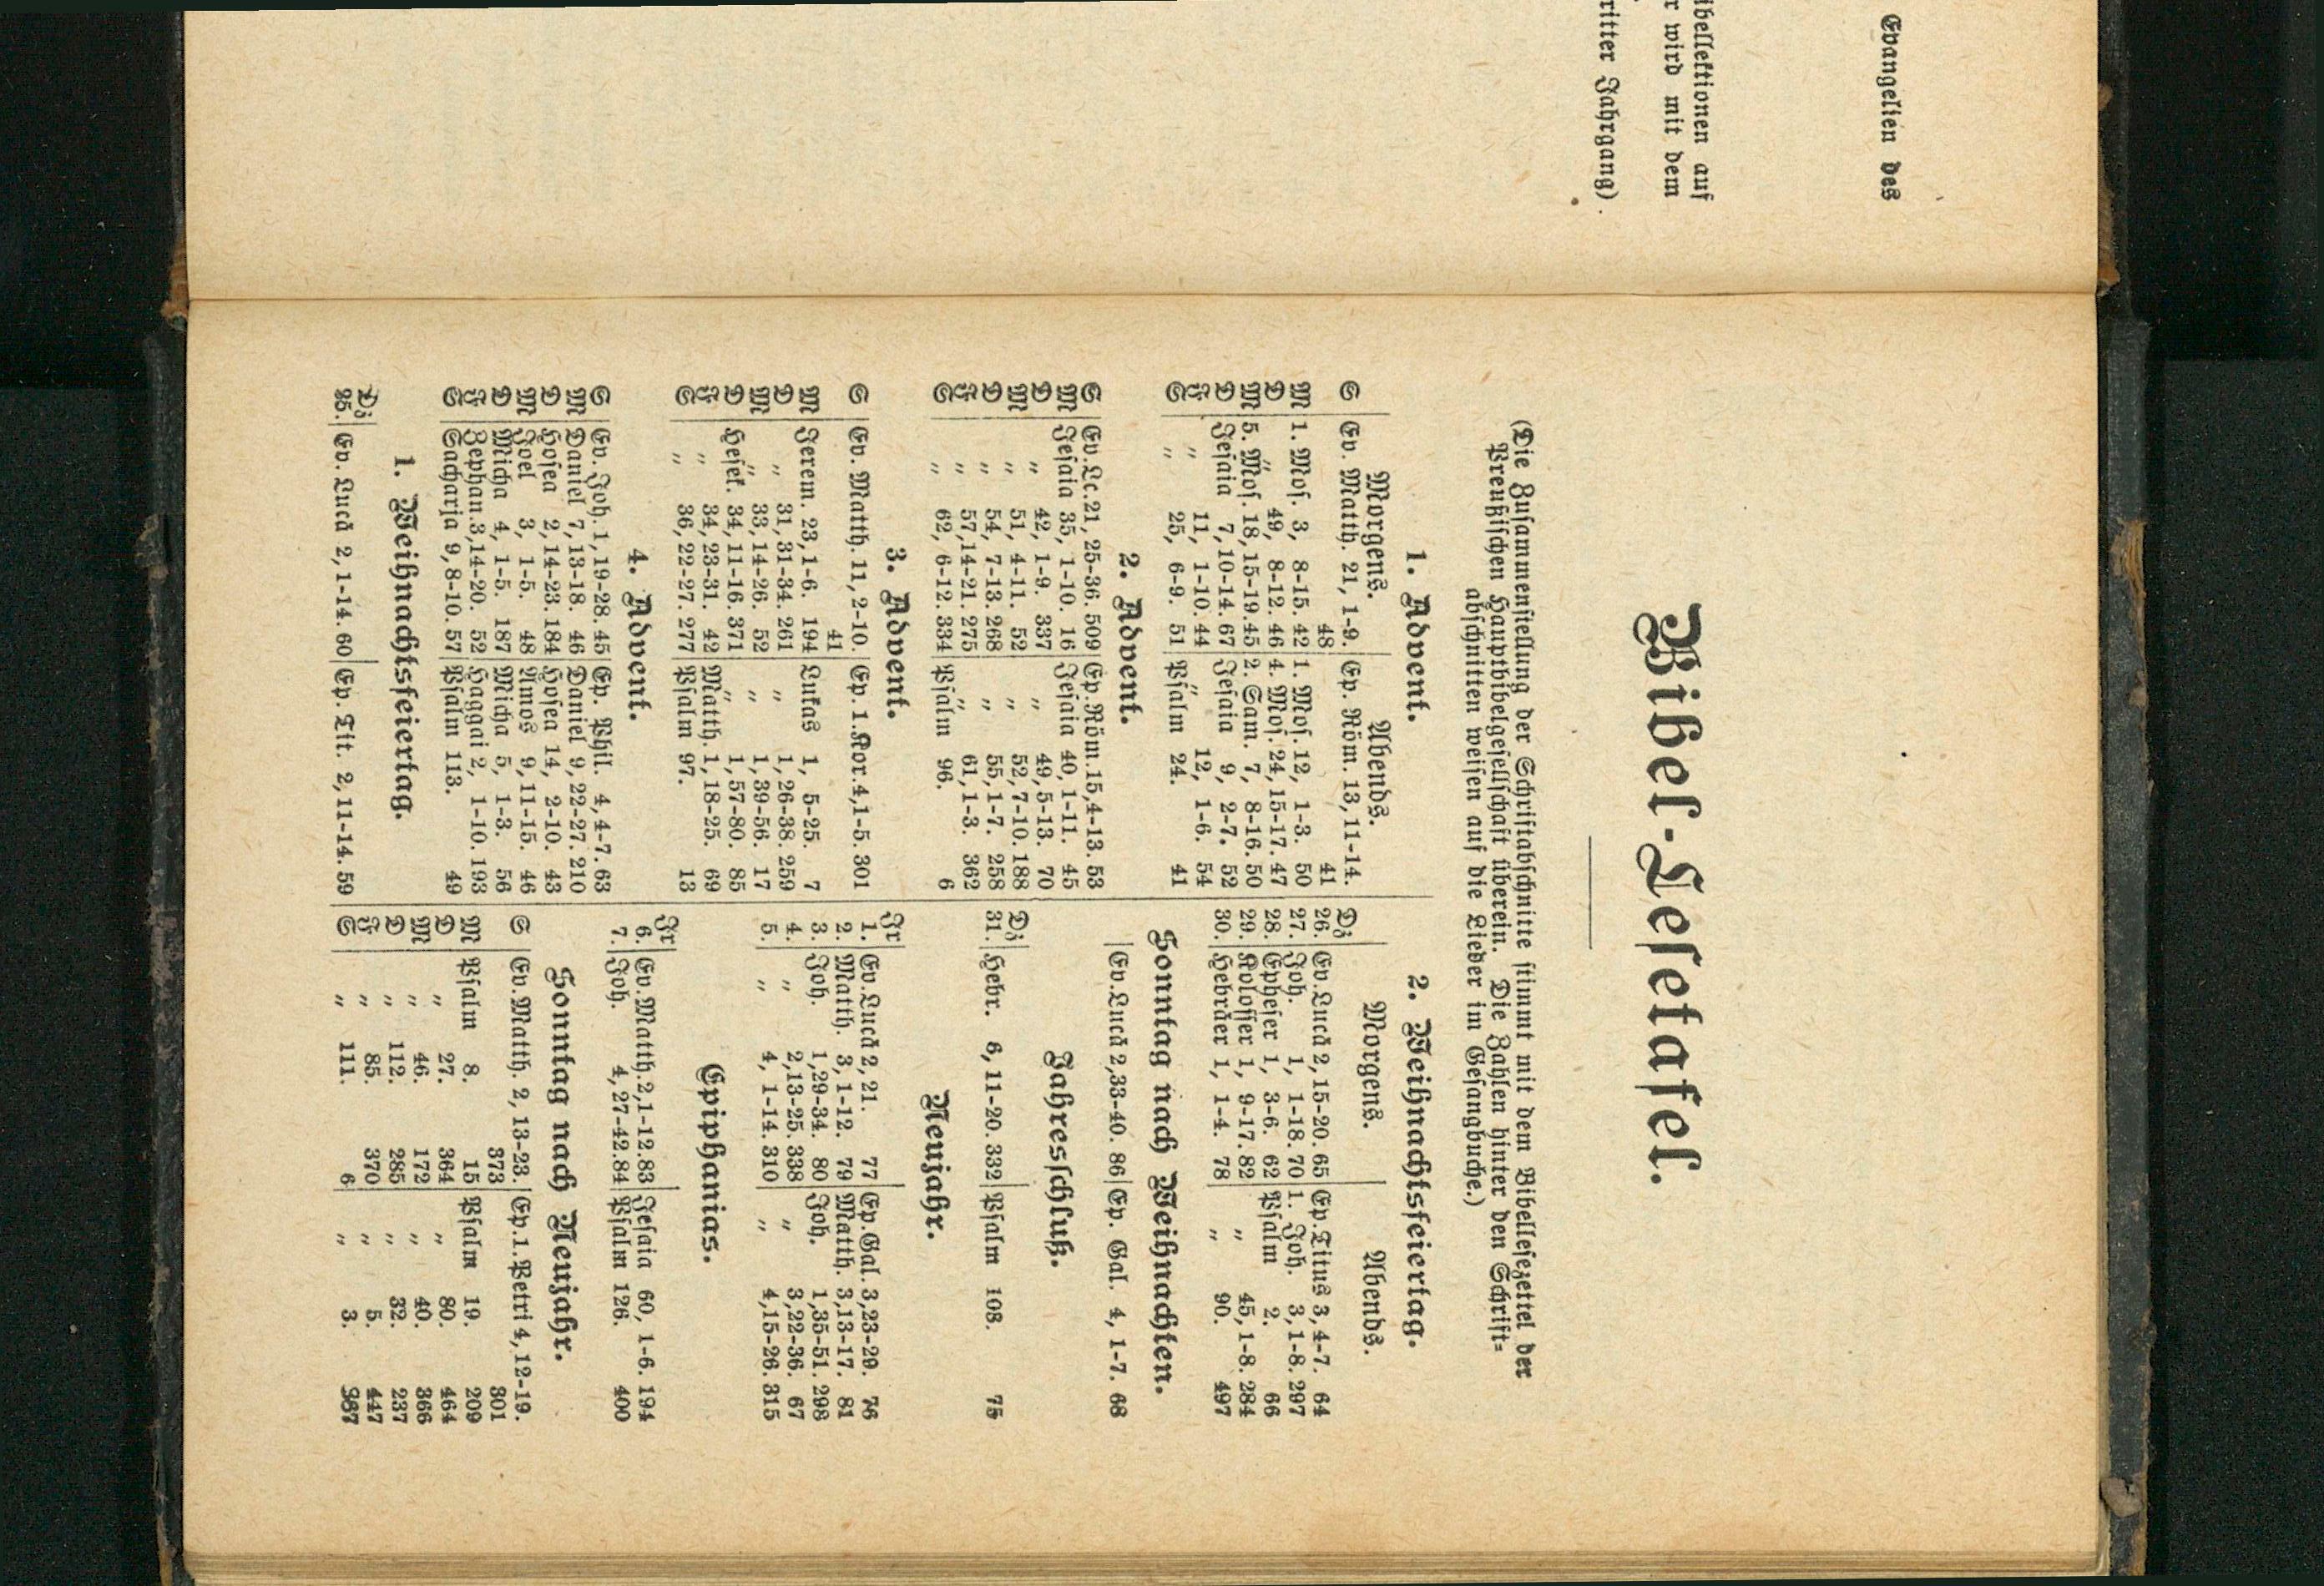 Evangelien des
ibellektionen auf
r wird mit dem
ritter Jahrgang).
Bibel-Lesetafel.
(Die Zusammenstellung der Schriftabschnitte stimmt mit dem Bibellesezettel der
Preußischen Hauptbibelgesellschaft überein. Die Zahlen hinter den Schrift=
abschnitten weisen auf die Lieder im Gesangbuche.)
1. Advent.
Morgens. Abends.
S Ev. Matth. 21, 1-9. Ep. Röm. 13, 11-14.
48 41
M 1. Mos. 3, 8-15. 42 1. Mos. 12, 1-3. 50
D „ 49, 8-12. 46 4. Mos. 24, 15-17. 47
M 5. Mos. 18, 15-19. 45 2. Sam. 7, 8-16. 50
D Jesaia 7, 10-14. 67 Jesaia 9, 2-7. 52
F „ 11, 1-10. 44 „ 12, 1-6. 54
S „ 25, 6-9. 51 Psalm 24. 41
2. Advent.
S Ev. Lc. 21, 25-36. 509 Ep. Röm. 15, 4-13. 53
M Jesaia 35, 1-10. 16 Jesaia 40, 1-11. 45
D „ 42, 1-9. 337 „ 49, 5-13. 70
M „ 51, 4-11. 52 „ 52, 7-10. 188
D „ 54, 7-13. 268 „ 55, 1-7. 258
F „ 57, 14-21. 275 „ 61, 1-3. 362
S „ 62, 6-12. 334 Psalm 96. 6
3. Advent.
S Ev. Matth. 11, 2-10. Ep. 1. Kor. 4, 1-5. 301
41
M Jerem. 23, 1-6. 194 Lukas 1, 5-25. 7
D „ 31, 31-34. 261 „ 1, 26-38. 259
M „ 33, 14-26. 52 „ 1, 39-56. 17
D Hesek. 34, 11-16. 371 „ 1, 57-80. 85
F „ 34, 23-31. 42 Matth. 1, 18-25. 69
S „ 36, 22-27. 277 Psalm 97. 13
4. Advent.
S Ev. Joh. 1, 19-28. 45 Ep. Phil. 4, 4-7. 63
M Daniel 7, 13-18. 46 Daniel 9, 22-27. 210
D Hosea 2, 14-23. 184 Hosea 14, 2-10. 43
M Joel 3, 1-5. 48 Amos 9, 11-15. 46
D Micha 4, 1-5. 187 Micha 5, 1-3. 56
F Zephan. 3, 14-20. 52 Haggai 2, 1-10. 193
S Sacharja 9, 8-10. 57 Psalm 113. 49
1. Weihnachtsfeiertag.
Dz
25. Ev. Lucä 2, 1-14. 60 Ep. Tit. 2, 11-14. 59
2. Weihnachtsfeiertag.
Morgens. Abends.
Dz
26. Ev. Lucä 2, 15-20. 65 Ep. Titus 3, 4-7. 64
27. Joh. 1, 1-18. 70 1. Joh. 3, 1-8. 297
28. Epheser 1, 3-6. 62 Psalm 2. 66
29. Kolosser 1, 9-17. 82 „ 45, 1-8. 284
30. Hebräer 1, 1-4. 78 „ 90. 497
Sonntag nach Weihnachten.
Ev. Lucä 2, 33-40. 86 Ep. Gal. 4, 1-7. 68
Jahresschluß.
Dz
31. Hebr. 6, 11-20. 332 Psalm 103. 75
Neujahr.
Jr
1. Ev. Lucä 2, 21. 77 Ep. Gal. 3, 23-29. 76
2. Matth. 3, 1-12. 79 Matth. 3, 13-17. 81
3. Joh. 1, 29-34. 80 Joh. 1, 35-51. 298
4. „ 2, 13-25. 338 „ 3, 22-36. 67
5. „ 4, 1-14. 310 „ 4, 15-26. 315
Epiphanias.
Jr
6. Ev. Matth. 2, 1-12. 83 Jesaia 60, 1-6. 194
7. Joh. 4, 27-42. 84 Psalm 126. 400
Sonntag nach Neujahr.
S Ev. Matth. 2, 13-23. Ep. 1. Petri 4, 12-19.
373 301
M Psalm 8. 15 Psalm 19. 209
D „ 27. 364 „ 80. 464
M „ 46. 172 „ 40. 366
D „ 112. 285 „ 32. 237
F „ 85. 370 „ 5. 447
S „ 111. 6 „ 3. 387